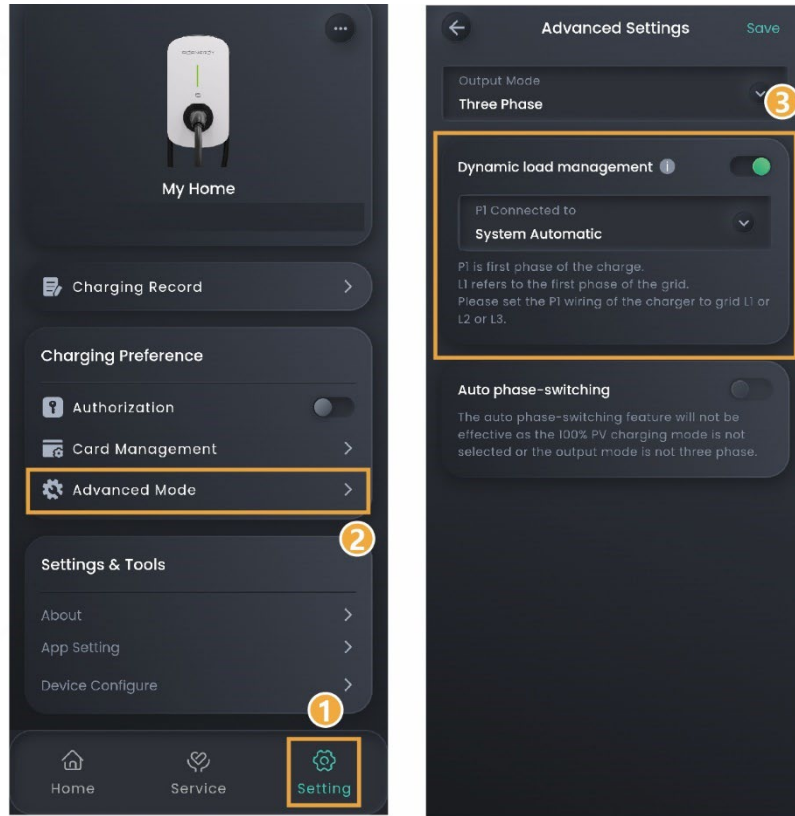 My Home
Charging Record
Charging Preference
Authorization
Card Management
Advanced Mode
2
Settings & Tools
About
App Setting
Device Configure
1
Home
Service
Setting
Advanced Settings
Save
Output Mode
Three Phase
3
Dynamic load management
P1 Connected to
System Automatic
P1 is first phase of the charge.
L1 refers to the first phase of the grid.
Please set the P1 wiring of the charger to grid L1 or
L2 or L3.
Auto phase-switching
The auto phase-switching feature will not be
effective as the 100% PV charging mode is not
selected or the output mode is not three phase.